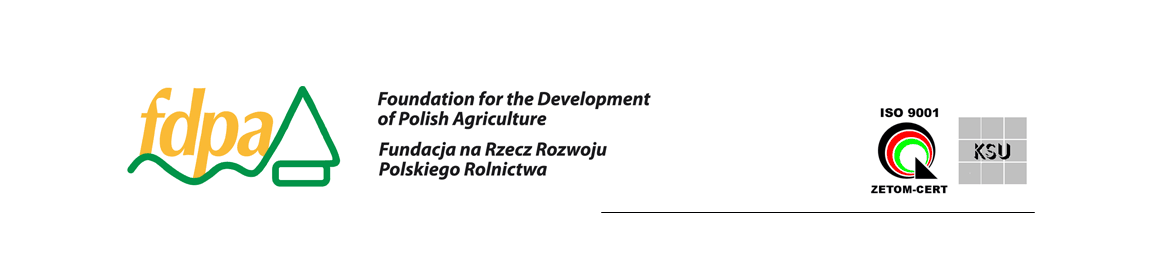 fdpa
Foundation for the Development
of Polish Agriculture
Fundacja na Rzecz Rozwoju
Polskiego Rolnictwa
ISO 9001
ZETOM-CERT
KSU